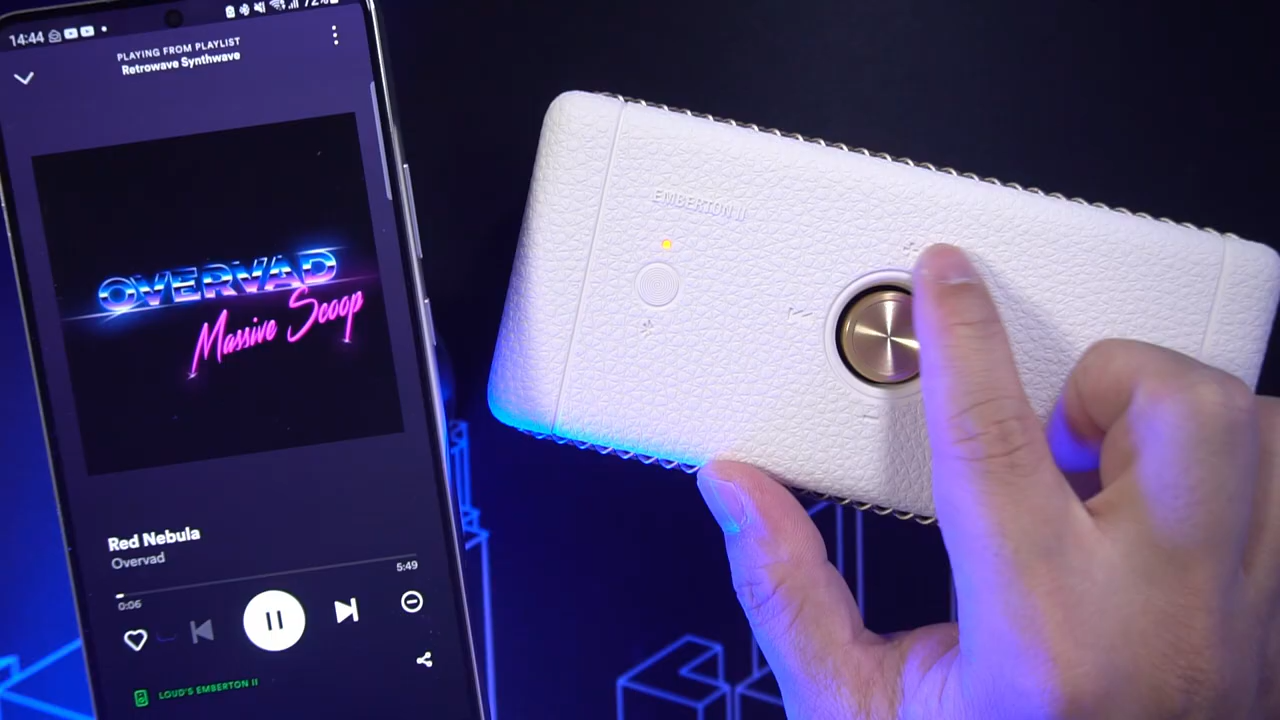 14:44
72%
PLAYING FROM PLAYLIST
Retrowave Synthwave
OVERVAD
Massive Scoop
Red Nebula
Overvad
0:06
5:49
LOUD'S EMBERTON II
EMBERTON II